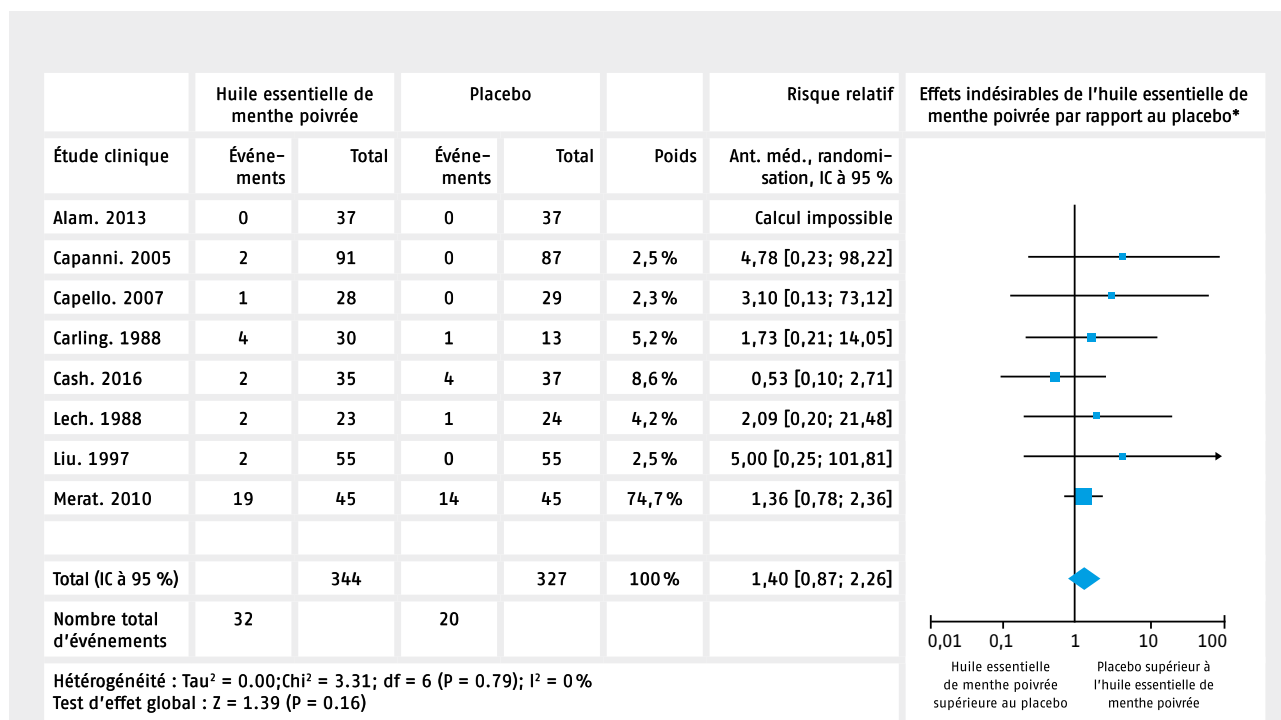 Huile essentielle de
menthe poivrée
Placebo
Risque relatif
Effets indésirables de l'huile essentielle de
menthe poivrée par rapport au placebo*
Étude clinique
Événe-
ments
Total
Événe-
ments
Total
Poids
Ant. méd., randomi-
sation, IC à 95 %
Alam. 2013 0 37 0 37 Calcul impossible
Capanni. 2005 2 91 0 87 2,5 % 4,78 [0,23; 98,22]
Capello. 2007 1 28 0 29 2,3 % 3,10 [0,13; 73,12]
Carling. 1988 4 30 1 13 5,2 % 1,73 [0,21; 14,05]
Cash. 2016 2 35 4 37 8,6 % 0,53 [0,10; 2,71]
Lech. 1988 2 23 1 24 4,2 % 2,09 [0,20; 21,48]
Liu. 1997 2 55 0 55 2,5 % 5,00 [0,25; 101,81]
Merat. 2010 19 45 14 45 74,7 % 1,36 [0,78; 2,36]
Total (IC à 95 %) 344 327 100 % 1,40 [0,87; 2,26]
Nombre total
d'événements
32 20
0,01 0,1 1 10 100
Huile essentielle
de menthe poivrée
supérieure au placebo
Placebo supérieur à
l'huile essentielle de
menthe poivrée
Hétérogénéité : Tau² = 0.00;Chi² = 3.31; df = 6 (P = 0.79); I² = 0 %
Test d'effet global : Z = 1.39 (P = 0.16)